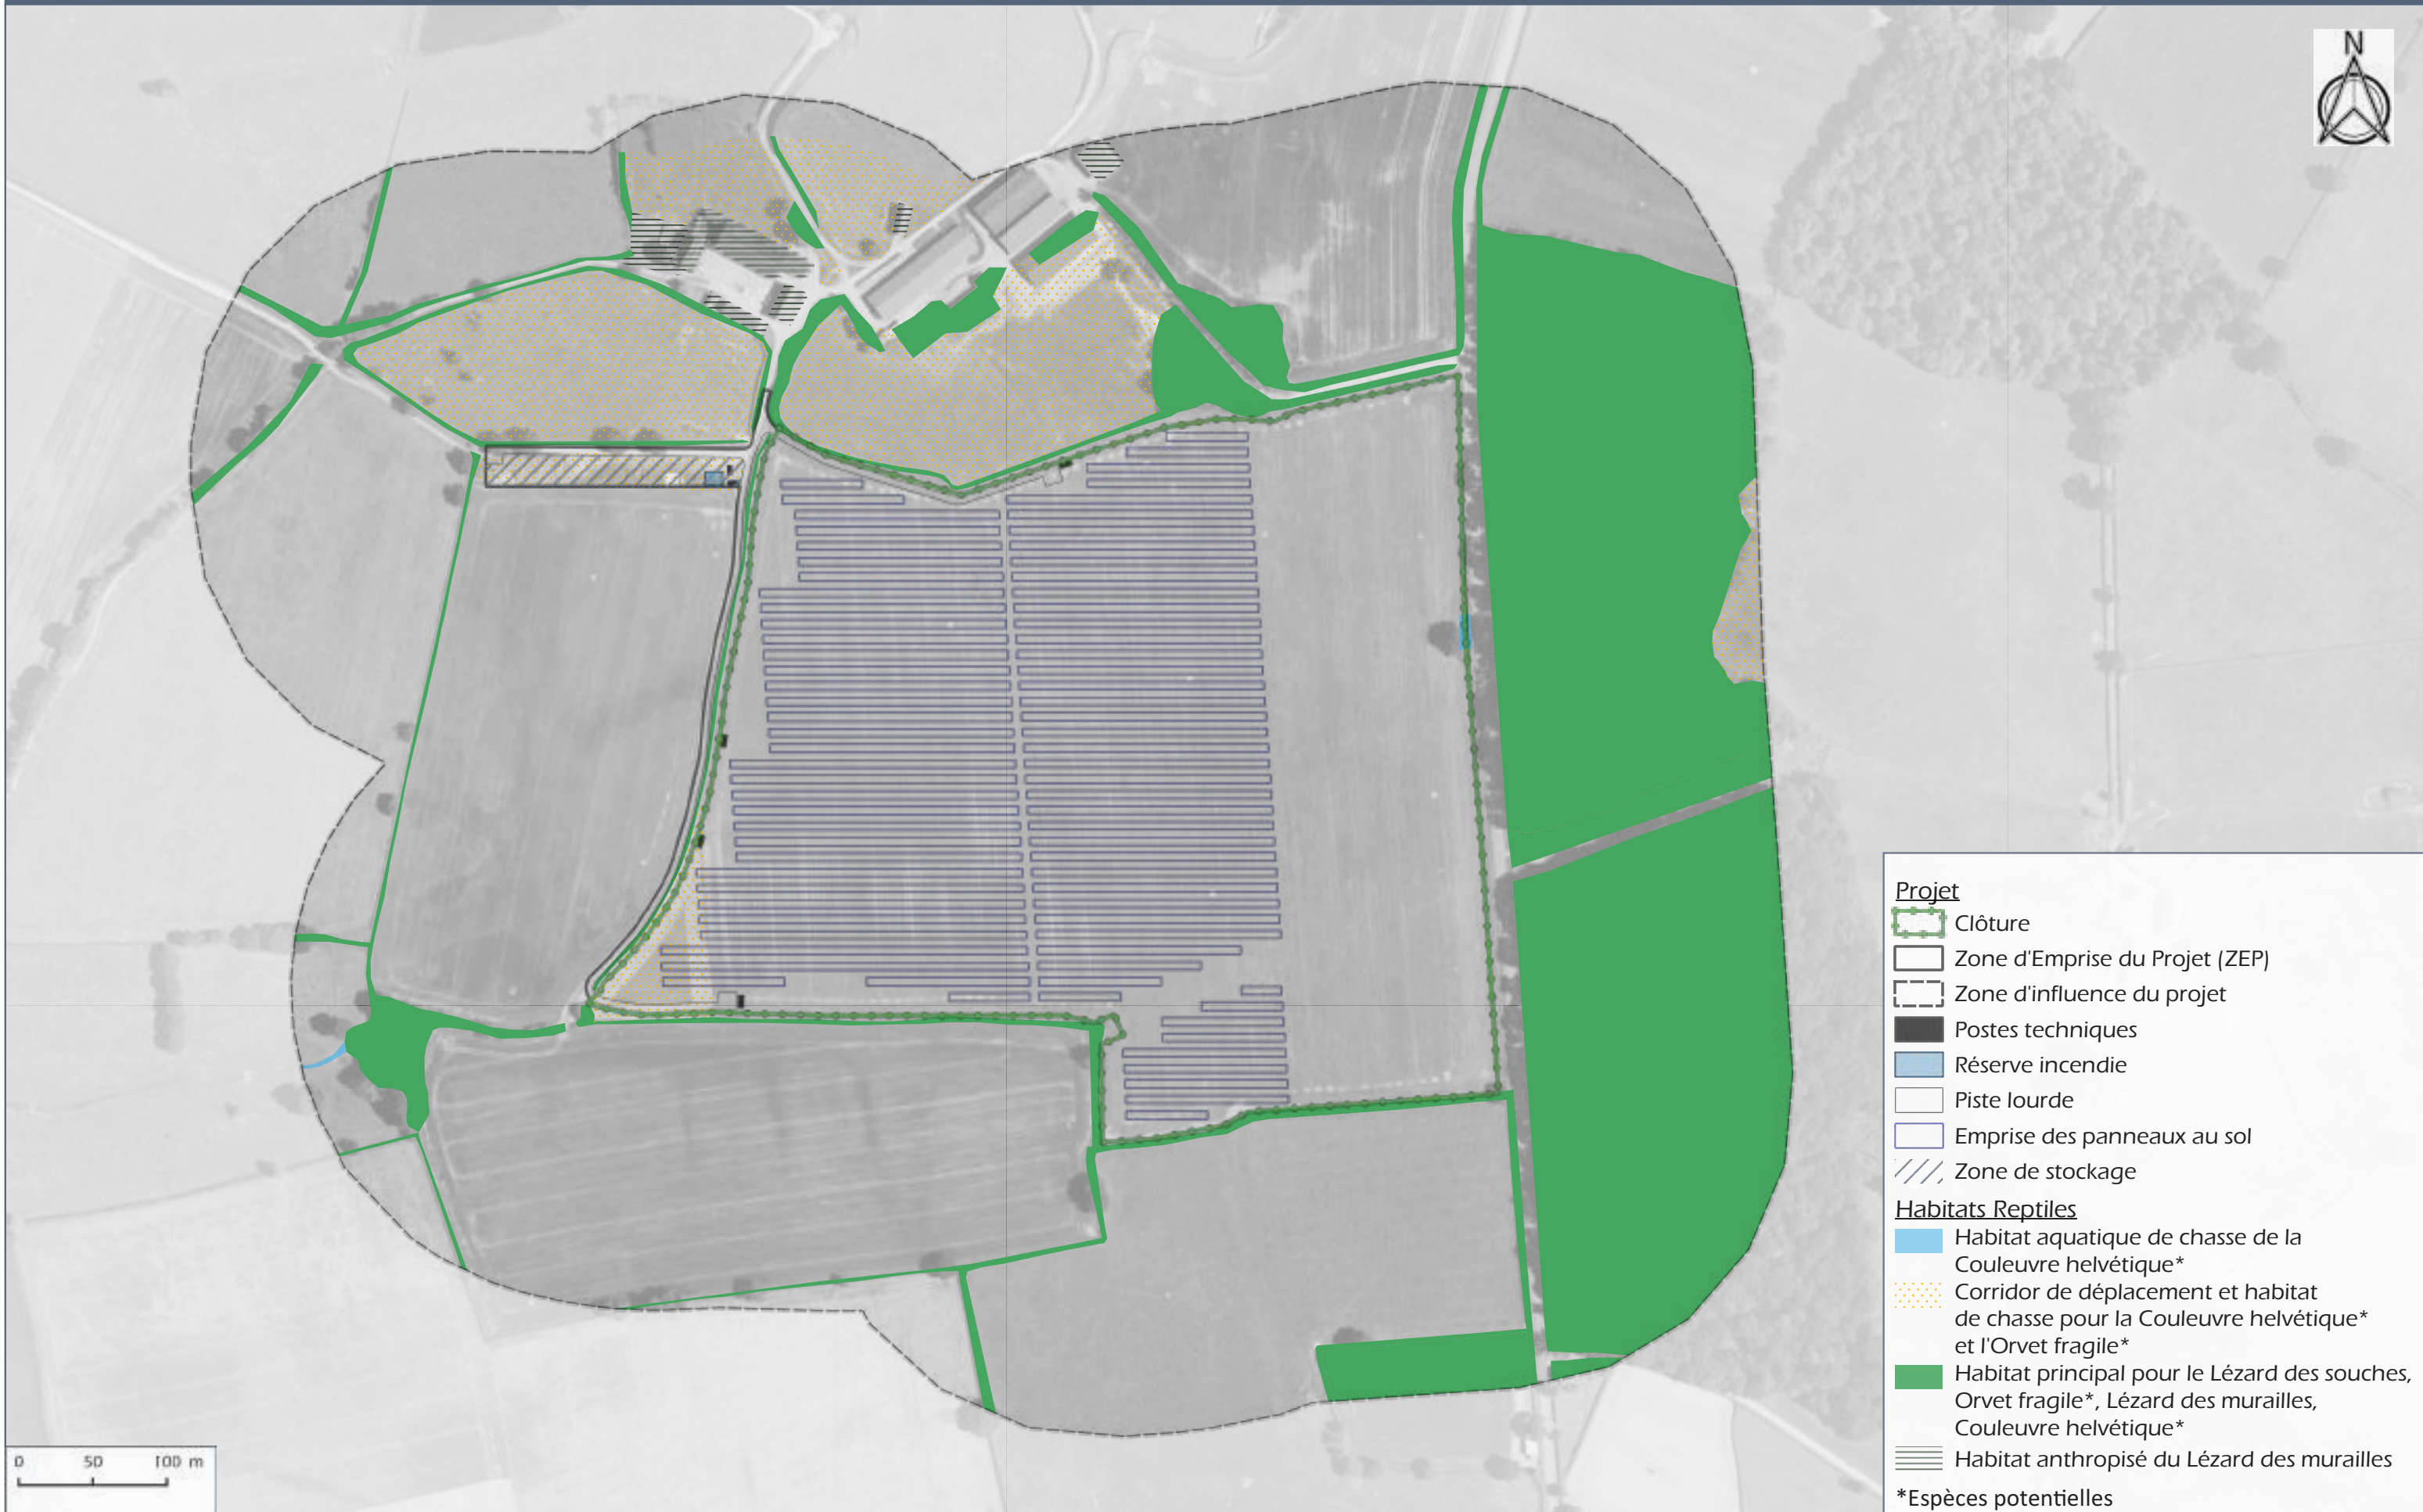 N
Projet
Clôture
Zone d'Emprise du Projet (ZEP)
Zone d'influence du projet
Postes techniques
Réserve incendie
Piste lourde
Emprise des panneaux au sol
Zone de stockage
Habitats Reptiles
Habitat aquatique de chasse de la
Couleuvre helvétique*
Corridor de déplacement et habitat
de chasse pour la Couleuvre helvétique*
et l'Orvet fragile*
Habitat principal pour le Lézard des souches,
Orvet fragile*, Lézard des murailles,
Couleuvre helvétique*
Habitat anthropisé du Lézard des murailles
*Espèces potentielles
0 50 100 m